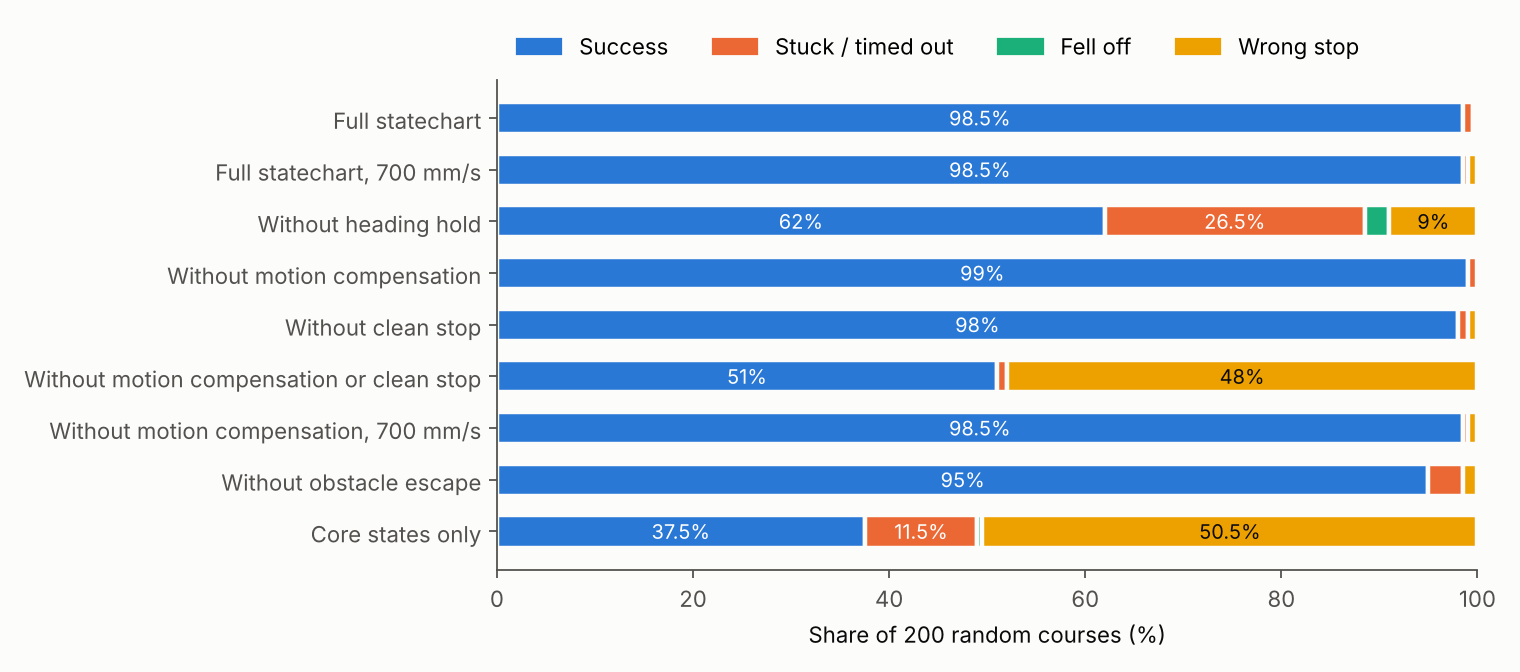 Success Stuck / timed out Fell off Wrong stop
Full statechart 98.5%
Full statechart, 700 mm/s 98.5%
Without heading hold 62% 26.5% 9%
Without motion compensation 99%
Without clean stop 98%
Without motion compensation or clean stop 51% 48%
Without motion compensation, 700 mm/s 98.5%
Without obstacle escape 95%
Core states only 37.5% 11.5% 50.5%
0 20 40 60 80 100
Share of 200 random courses (%)